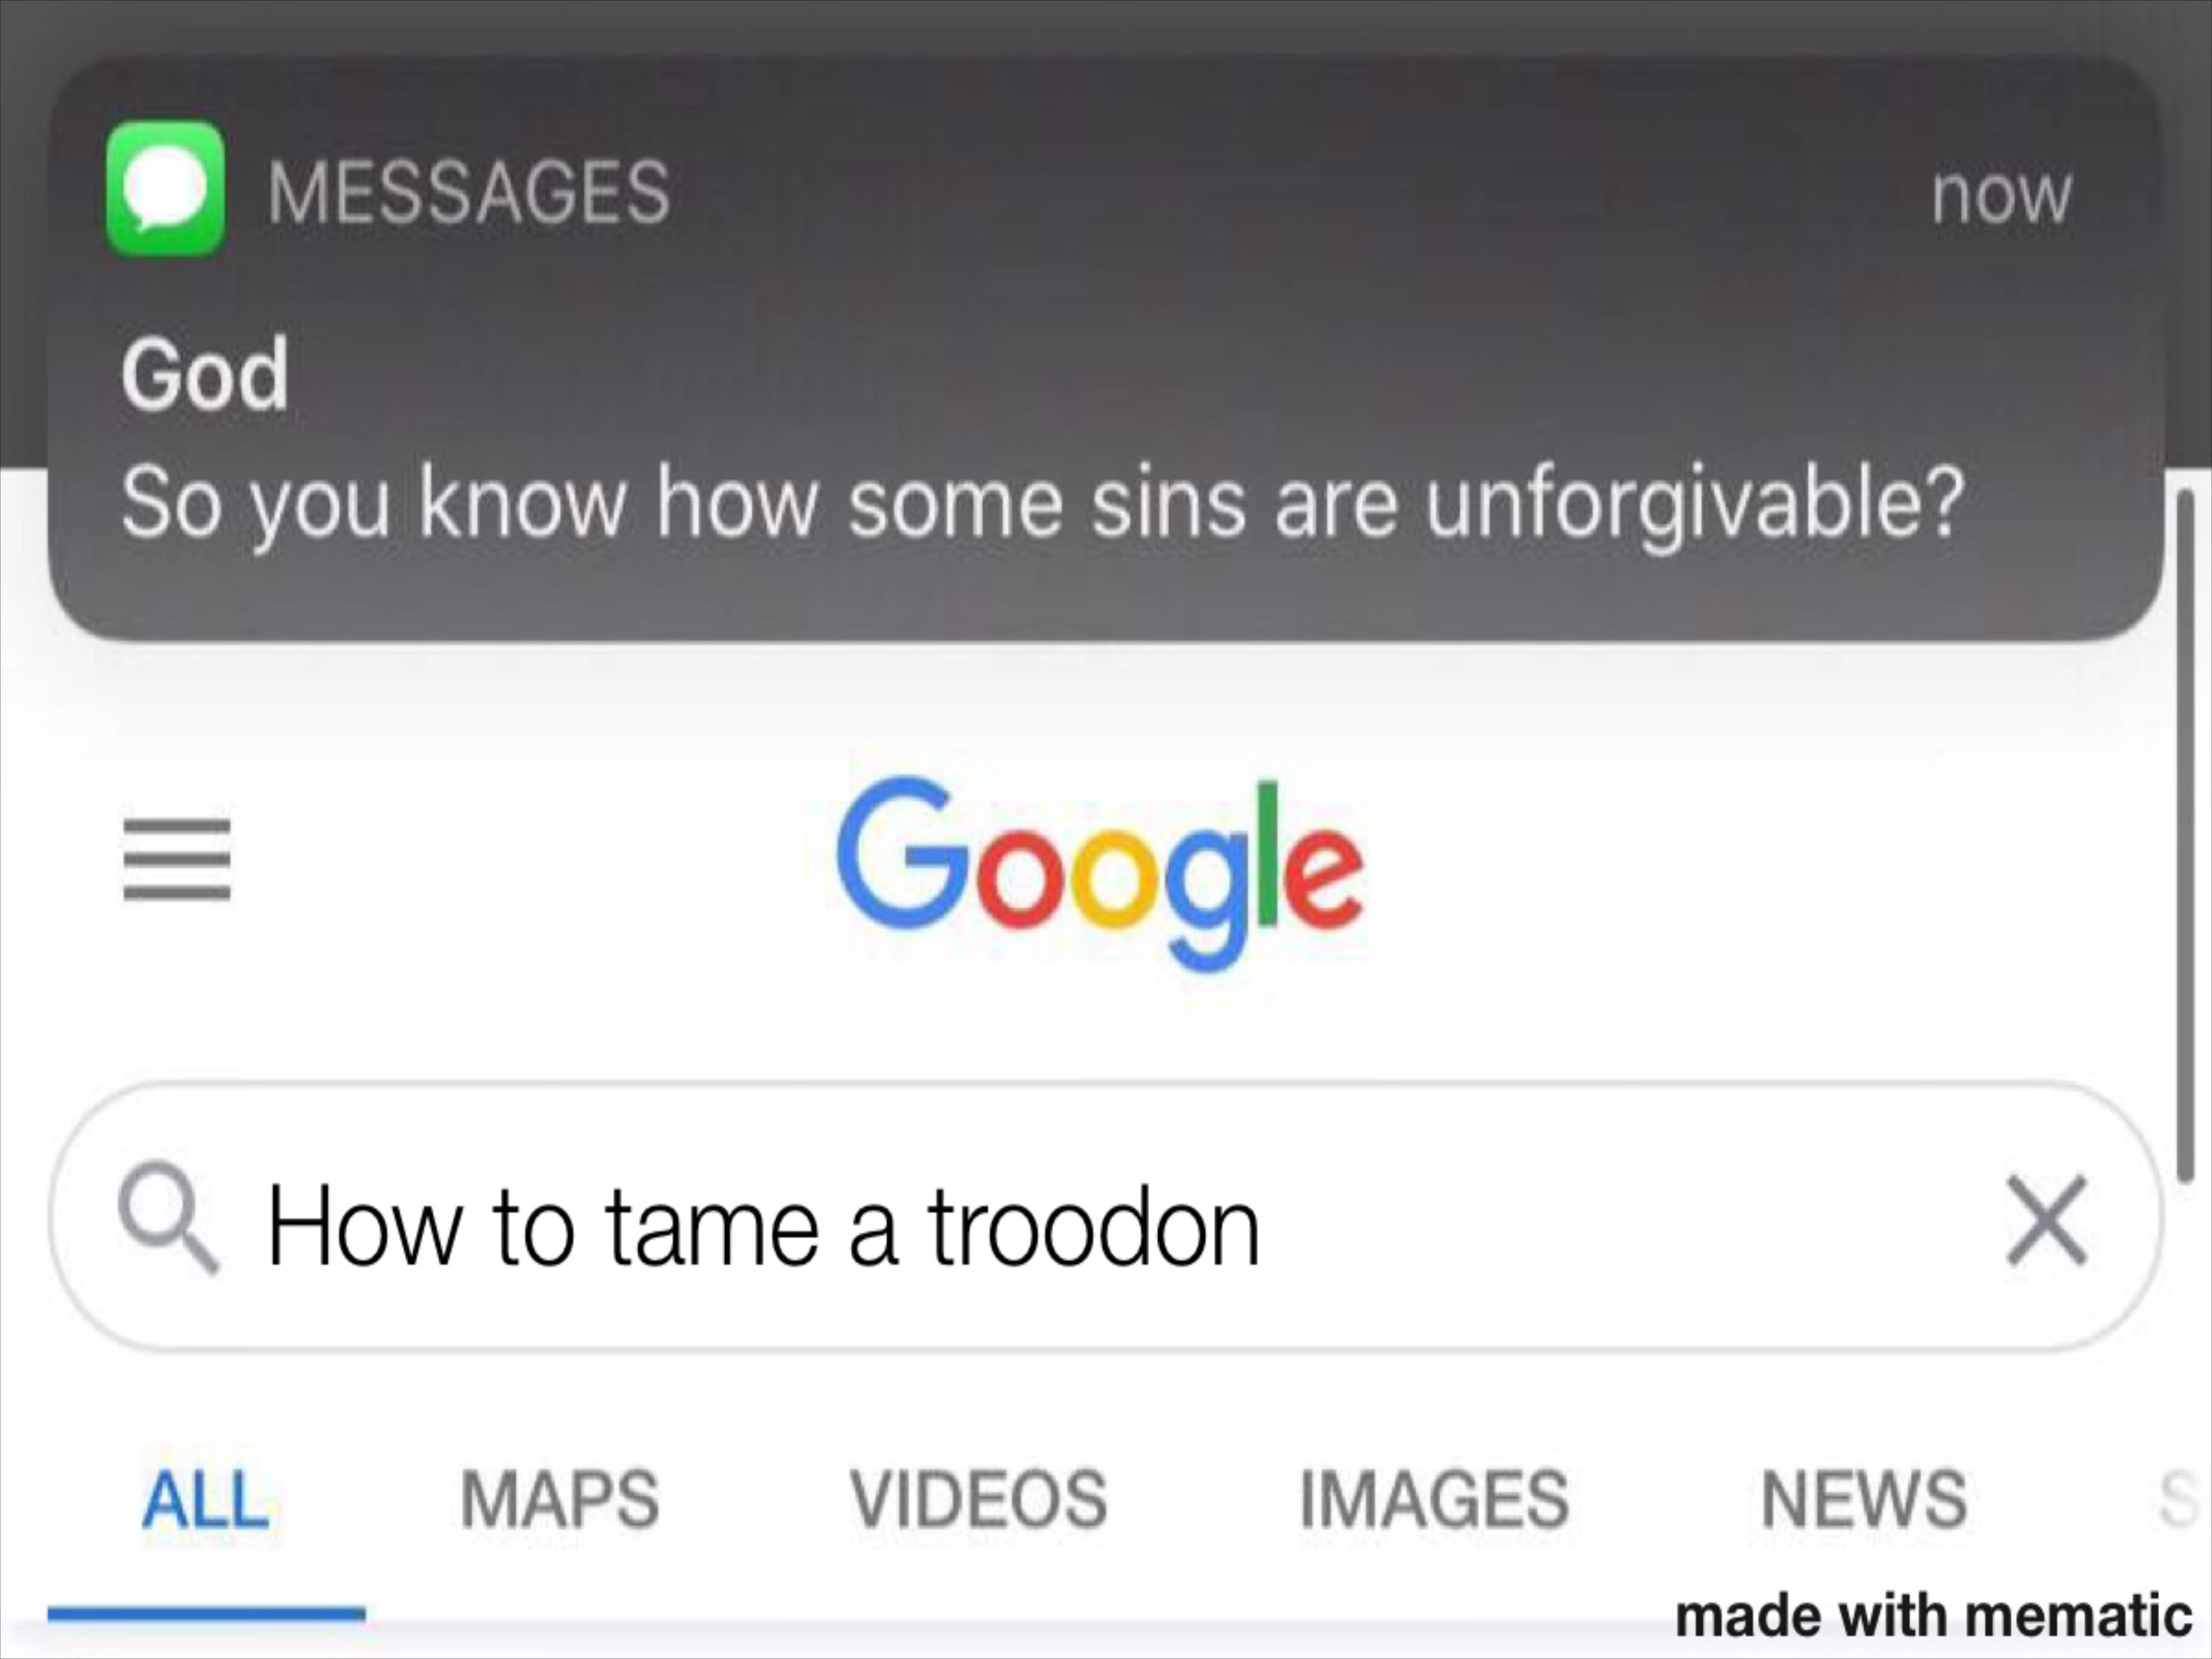 MESSAGES now
God
So you know how some sins are unforgivable?
Google
How to tame a troodon
ALL MAPS VIDEOS IMAGES NEWS S
made with mematic